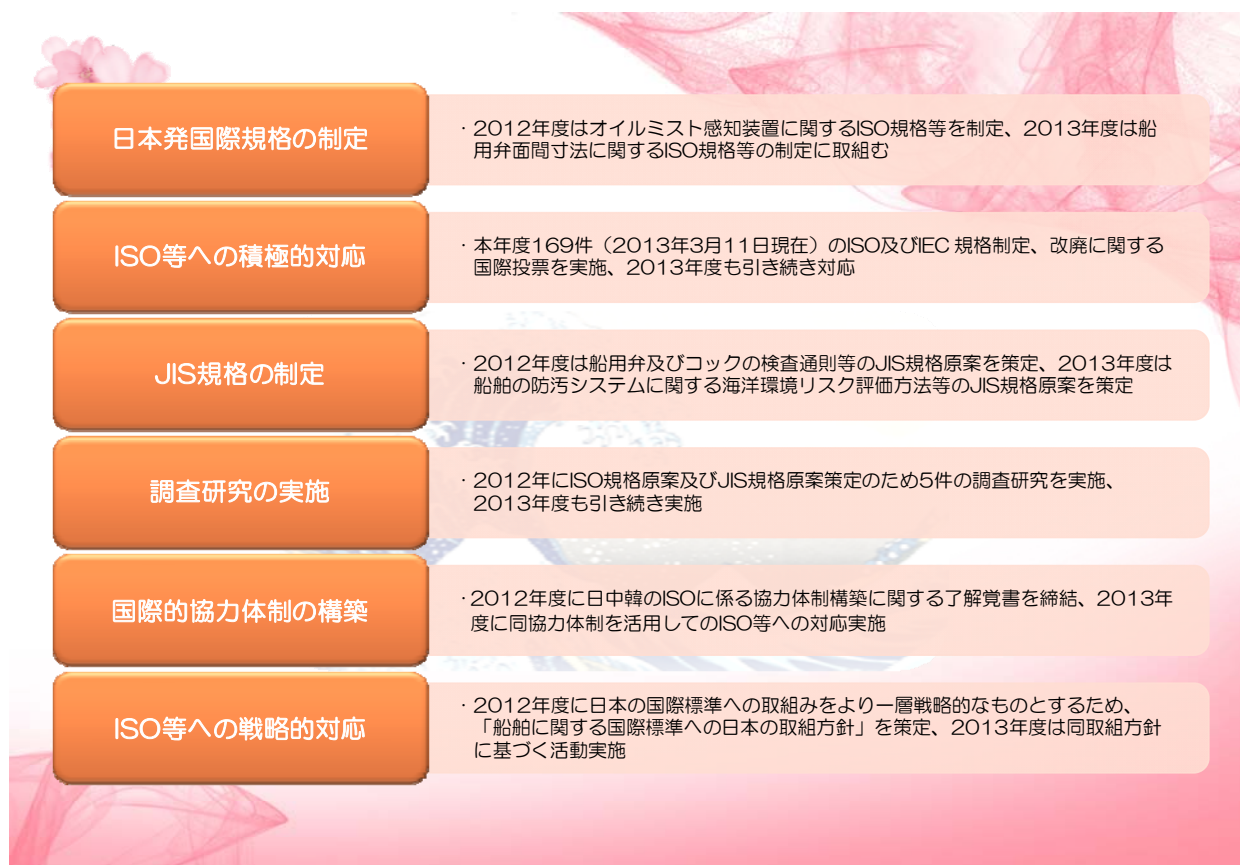 日本発国際規格の制定
・2012年度はオイルミスト感知装置に関するISO規格等を制定、2013年度は船
用弁面間寸法に関するISO規格等の制定に取組む
ISO等への積極的対応
・本年度169件（2013年3月11日現在）のISO及びIEC 規格制定、改廃に関する
国際投票を実施、2013年度も引き続き対応
JIS規格の制定
・2012年度は船用弁及びコックの検査通則等のJIS規格原案を策定、2013年度は
船舶の防汚システムに関する海洋環境リスク評価方法等のJIS規格原案を策定
調査研究の実施
・2012年にISO規格原案及びJIS規格原案策定のため5件の調査研究を実施、
2013年度も引き続き実施
国際的協力体制の構築
・2012年度に日中韓のISOに係る協力体制構築に関する了解覚書を締結、2013年
度に同協力体制を活用してのISO等への対応実施
ISO等への戦略的対応
・2012年度に日本の国際標準への取組みをより一層戦略的なものとするため、
「船舶に関する国際標準への日本の取組方針」を策定、2013年度は同取組方針
に基づく活動実施